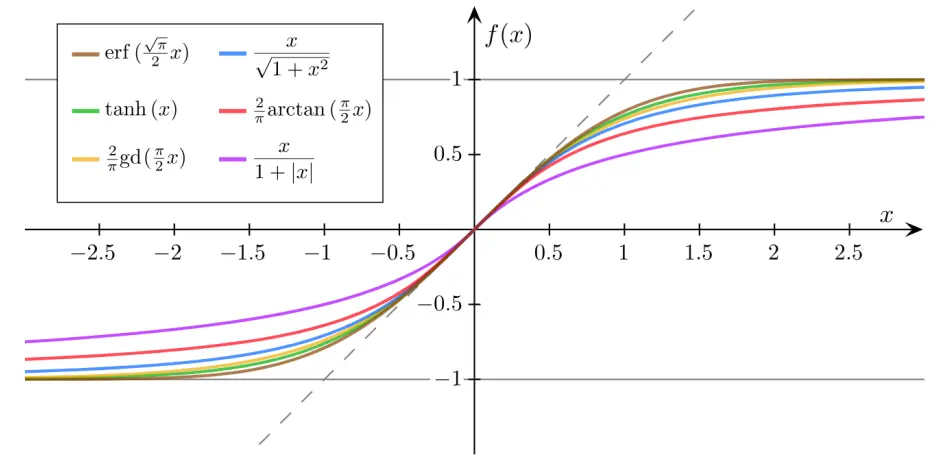 f(x)
erf (√π/2 x)
x/√(1 + x²)
tanh (x)
2/π arctan (π/2 x)
2/π gd (π/2 x)
x/(1 + |x|)
1
0.5
x
−2.5 −2 −1.5 −1 −0.5 0.5 1 1.5 2 2.5
−0.5
−1